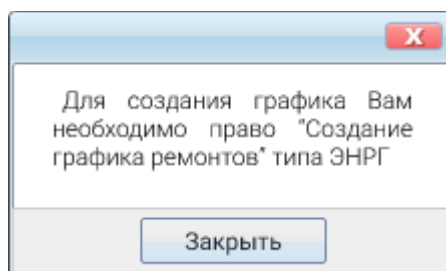 X
Для создания графика Вам
необходимо право "Создание
графика ремонтов" типа ЭНРГ
Закрыть